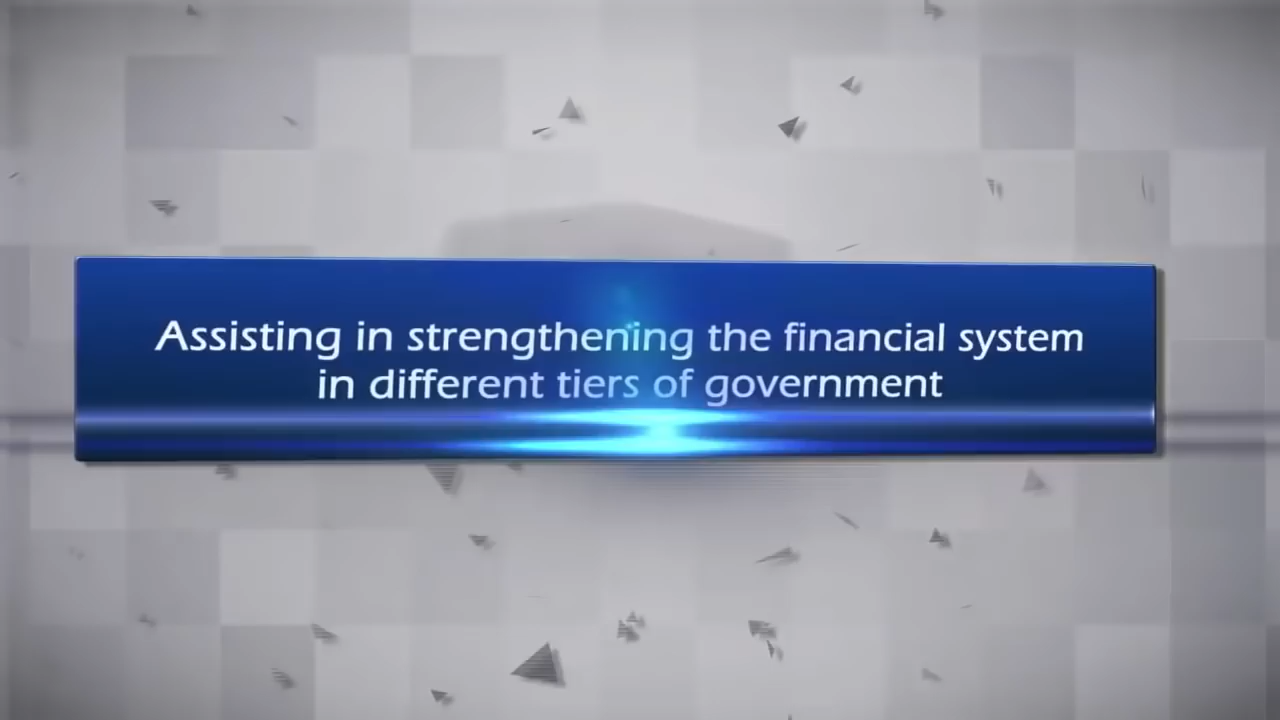 Assisting in strengthening the financial system
in different tiers of government